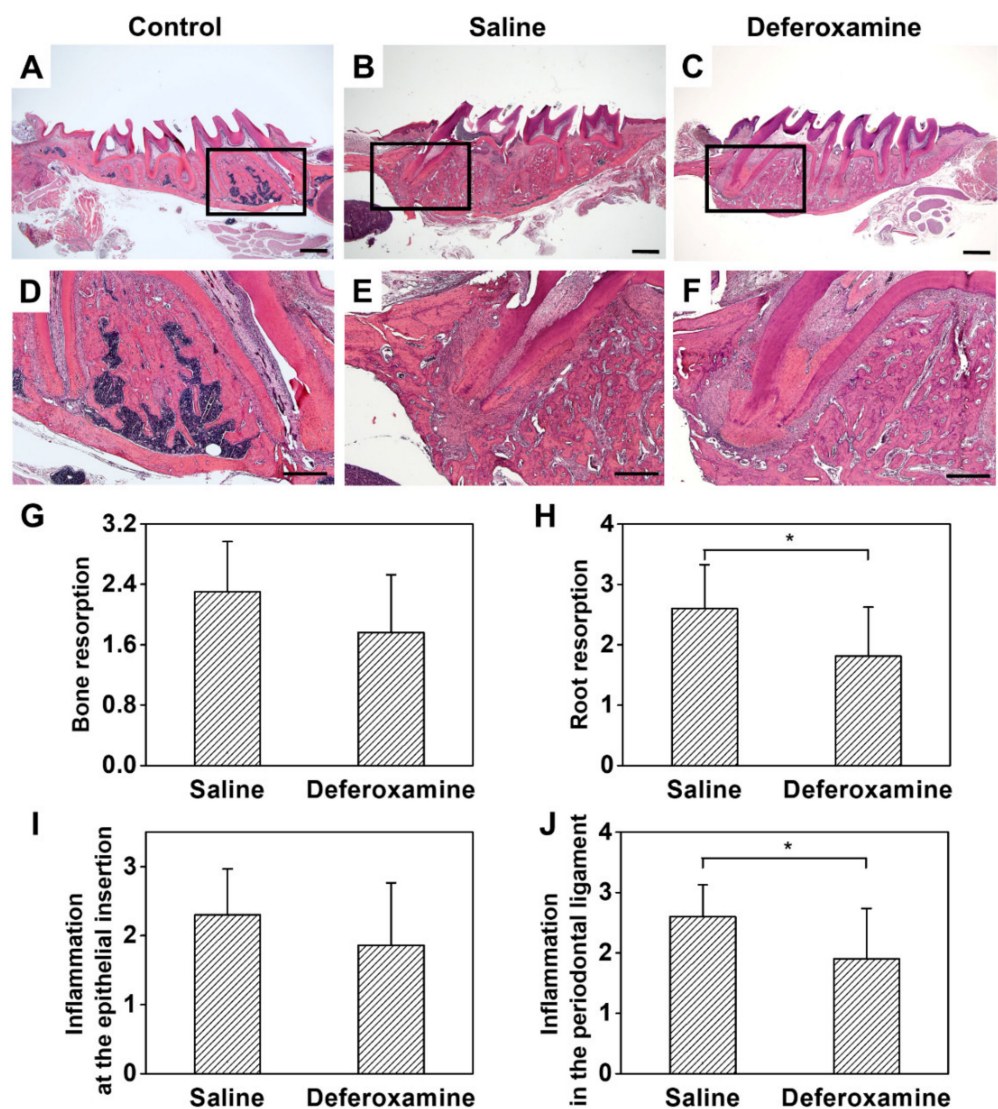 Control Saline Deferoxamine
A B C
D E F
G H
3.2
2.4
1.6
0.8
0.0
Bone resorption
Saline Deferoxamine
4
3
2
1
0
Root resorption
*
Saline Deferoxamine
I J
3
2
1
0
Inflammation
at the epithelial insertion
Saline Deferoxamine
4
3
2
1
0
Inflammation
in the periodontal ligament
*
Saline Deferoxamine